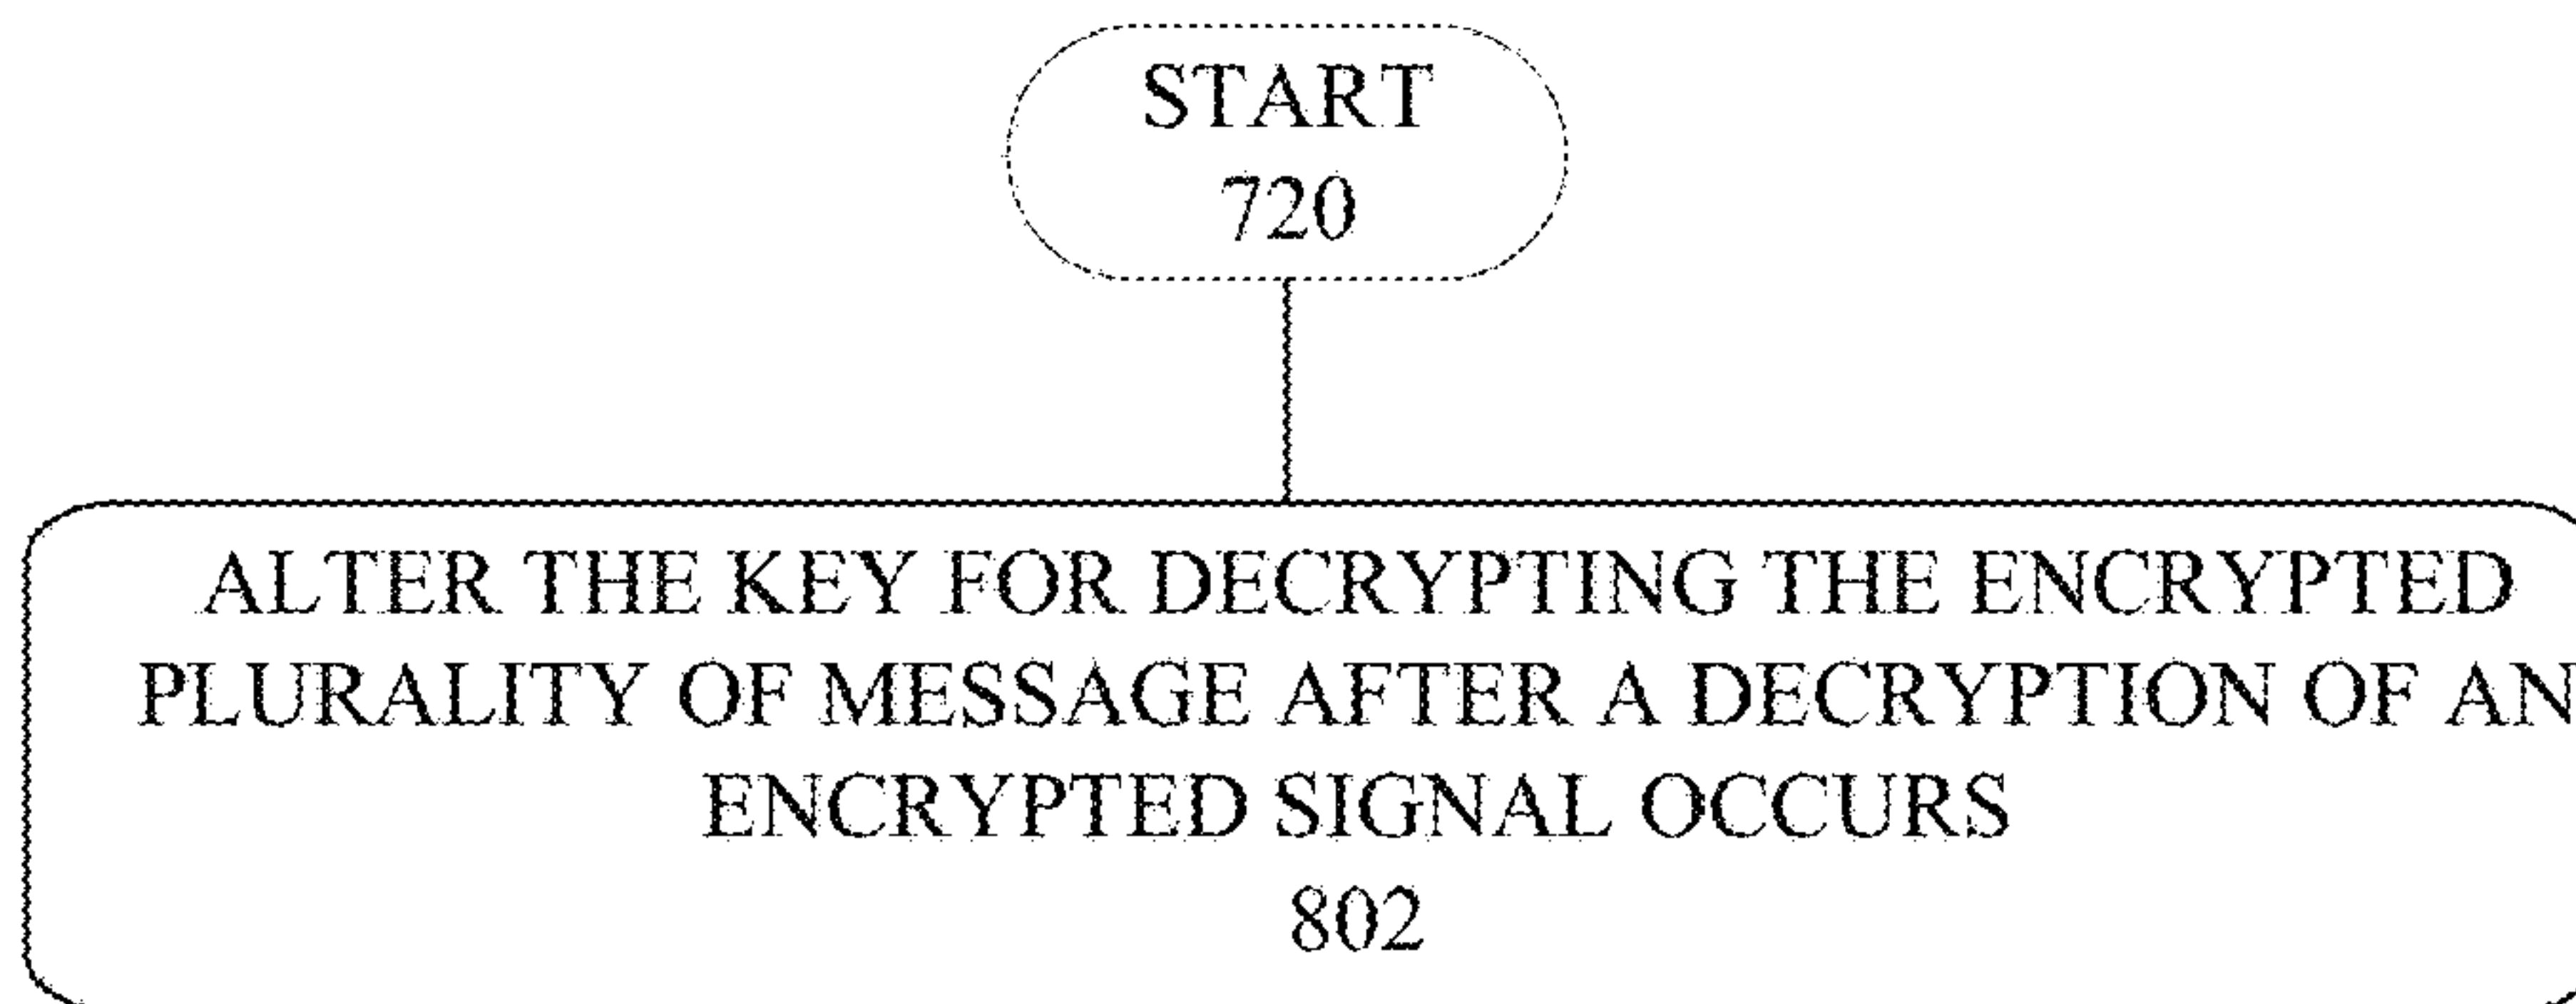 START
720
ALTER THE KEY FOR DECRYPTING THE ENCRYPTED
PLURALITY OF MESSAGE AFTER A DECRYPTION OF AN
ENCRYPTED SIGNAL OCCURS
802